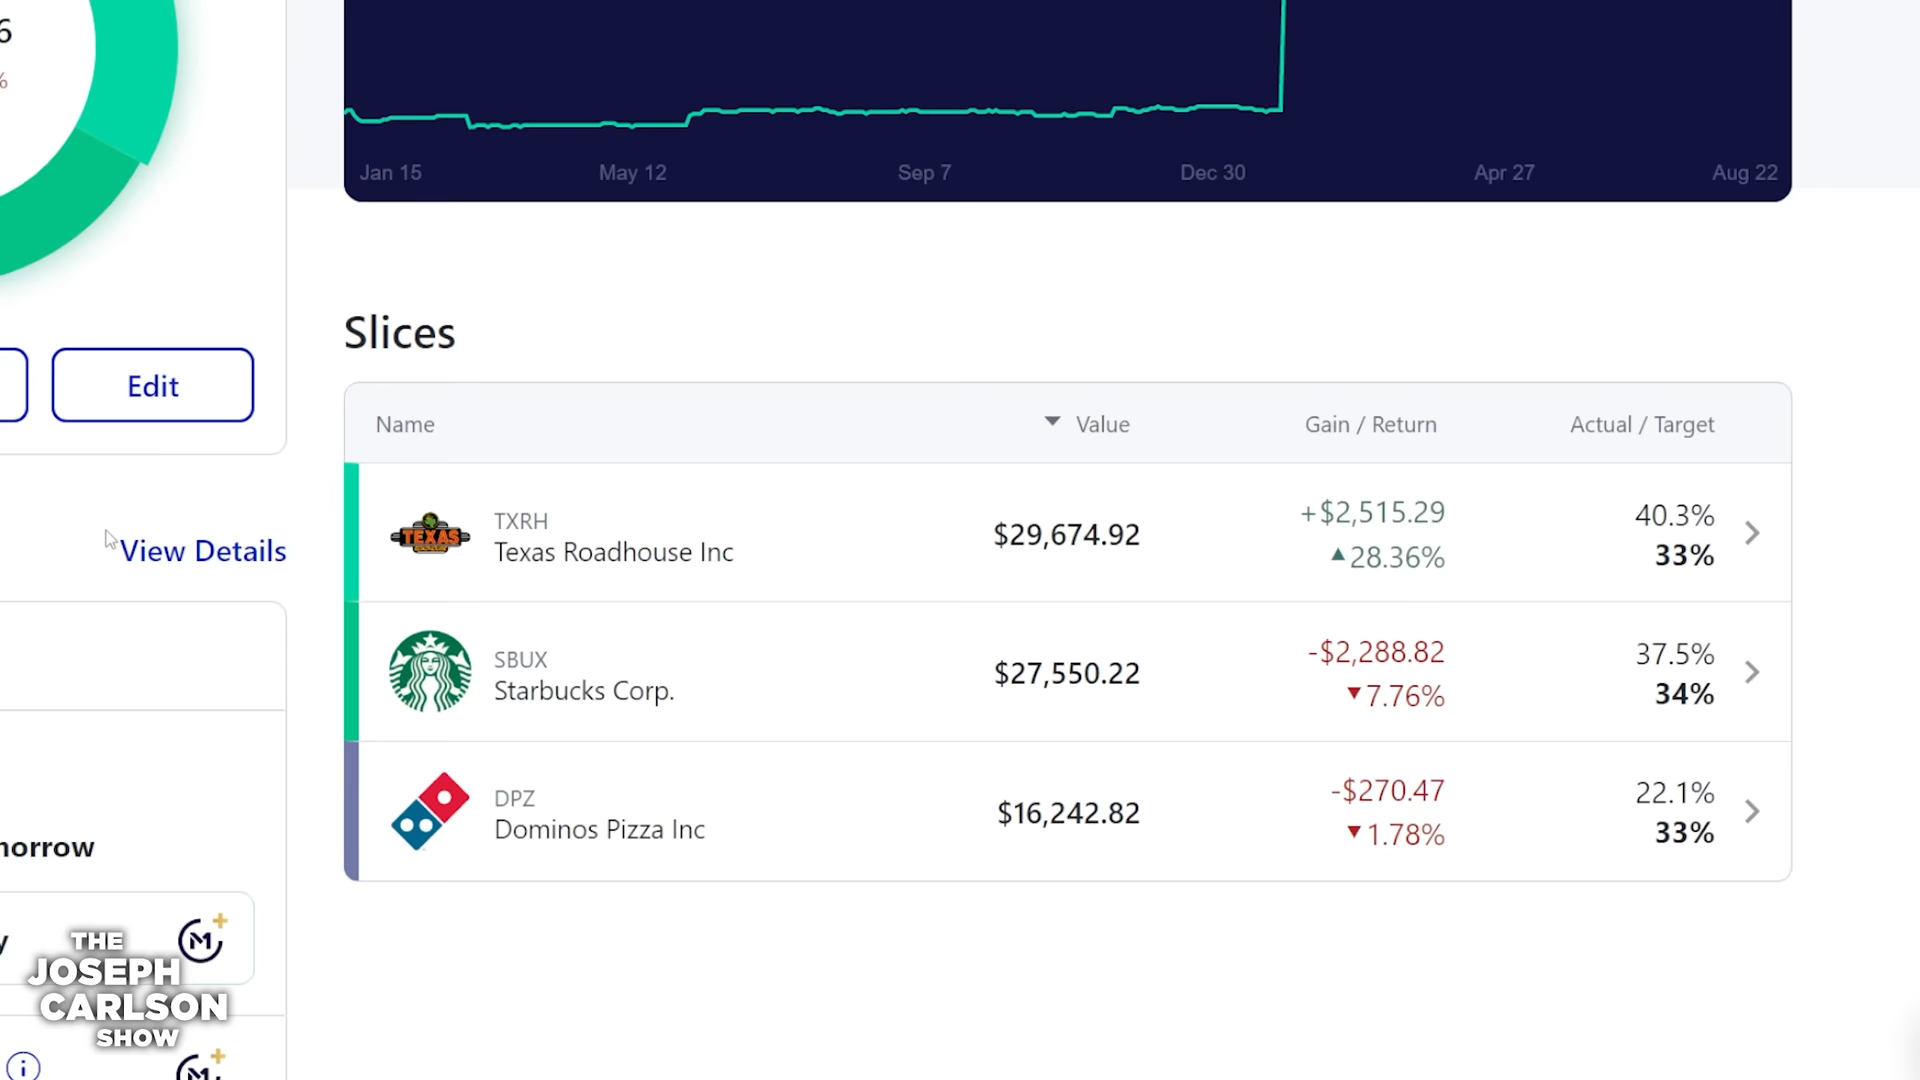 6
%
Jan 15
May 12
Sep 7
Dec 30
Apr 27
Aug 22
Slices
Edit
Name
Value
Gain / Return
Actual / Target
TEXAS
TXRH
Texas Roadhouse Inc
$29,674.92
+$2,515.29
28.36%
40.3%
33%
View Details
SBUX
Starbucks Corp.
$27,550.22
-$2,288.82
7.76%
37.5%
34%
DPZ
Dominos Pizza Inc
$16,242.82
-$270.47
1.78%
22.1%
33%
morrow
y
M+
THE
JOSEPH
CARLSON
SHOW
i
M+